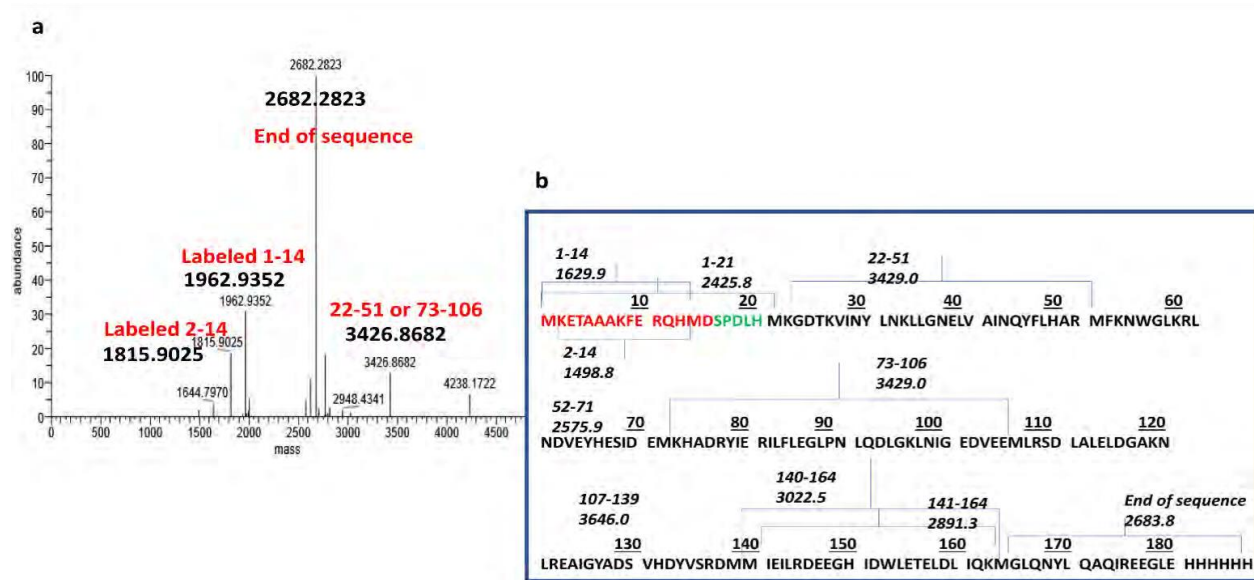 a
2682.2823
2682.2823
End of sequence
Labeled 1-14
1962.9352
1962.9352
Labeled 2-14
1815.9025
1815.9025
22-51 or 73-106
3426.8682
3426.8682
1644.7970
2948.4341
4238.1722
abundance
100
90
80
70
60
50
40
30
20
10
0
0 500 1000 1500 2000 2500 3000 3500 4000 4500
mass
b
1-14 1-21 22-51
1629.9 2425.8 3429.0
10 20 30 40 50 60
MKETAAAKFE RQHMDSPDLH MKGDTKVINY LNKLLGNELV AINQYFLHAR MFKNWGLKRL
2-14 73-106
1498.8 3429.0
52-71
2575.9
70 80 90 100 110 120
NDVEYHESID EMKHADRYIE RILFLEGLPN LQDLGKLNIG EDVEEMLRSD LALELDGAKN
107-139 140-164 141-164 End of sequence
3646.0 3022.5 2891.3 2683.8
130 140 150 160 170 180
LREAIGYADS VHDYVSRDMM IEILRDEEGH IDWLETELDL IQKMGLQNYL QAQIREEGLE HHHHHH